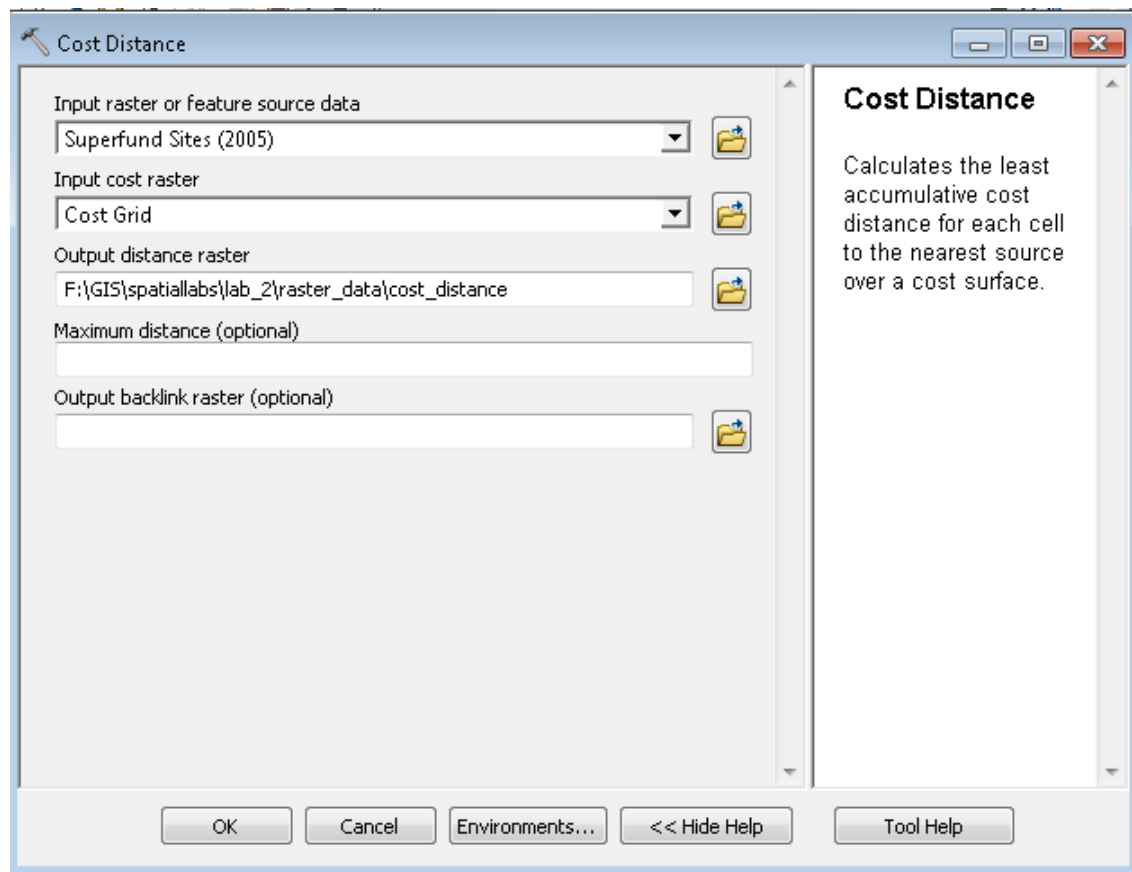 Cost Distance
Input raster or feature source data
Superfund Sites (2005)
Input cost raster
Cost Grid
Output distance raster
F:\GIS\spatiallabs\lab_2\raster_data\cost_distance
Maximum distance (optional)
Output backlink raster (optional)
Cost Distance
Calculates the least
accumulative cost
distance for each cell
to the nearest source
over a cost surface.
OK
Cancel
Environments...
<< Hide Help
Tool Help